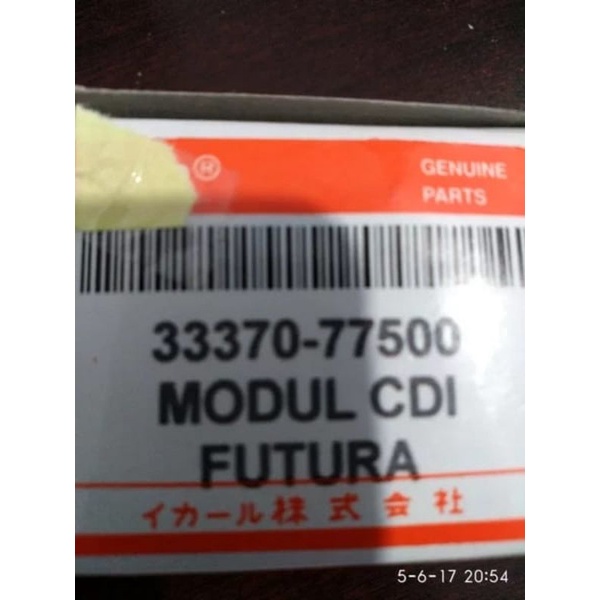 ®
GENUINE
PARTS
33370-77500
MODUL CDI
FUTURA
イカール株式会社
5-6-17 20:54